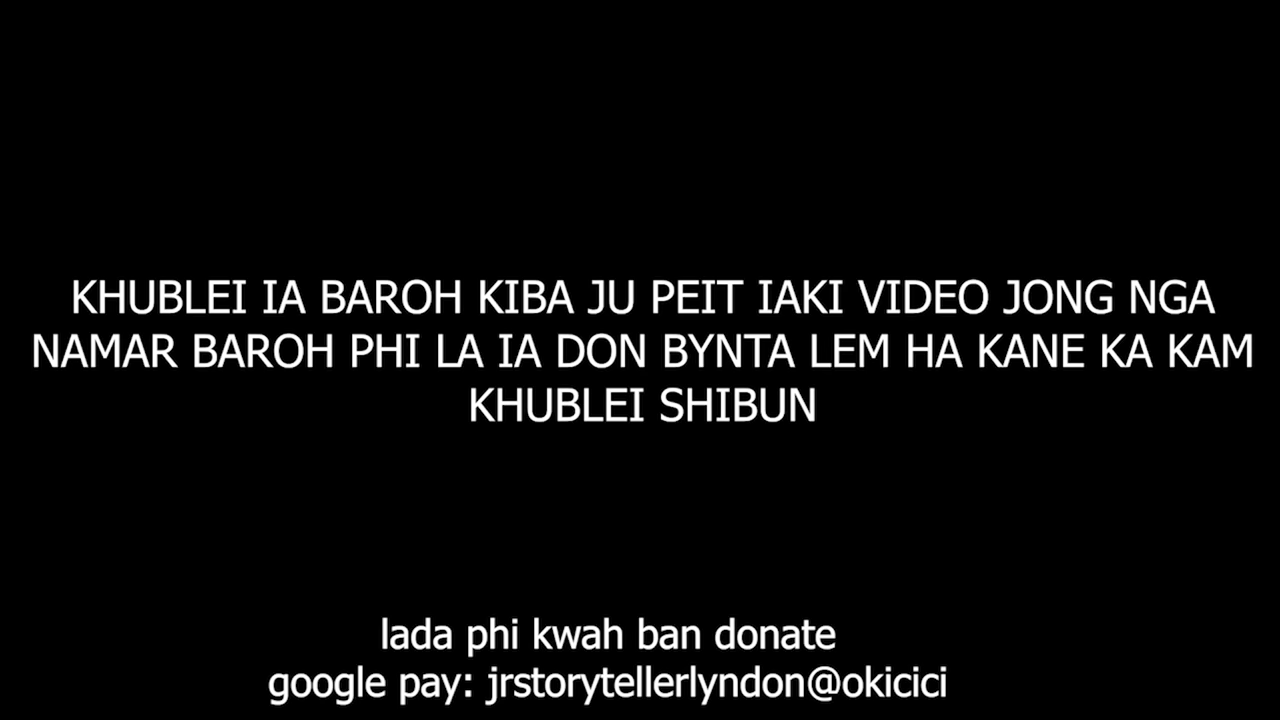 KHUBLEI IA BAROH KIBA JU PEIT IAKI VIDEO JONG NGA
NAMAR BAROH PHI LA IA DON BYNTA LEM HA KANE KA KAM
KHUBLEI SHIBUN
lada phi kwah ban donate
google pay: jrstorytellerlyndon@okicici